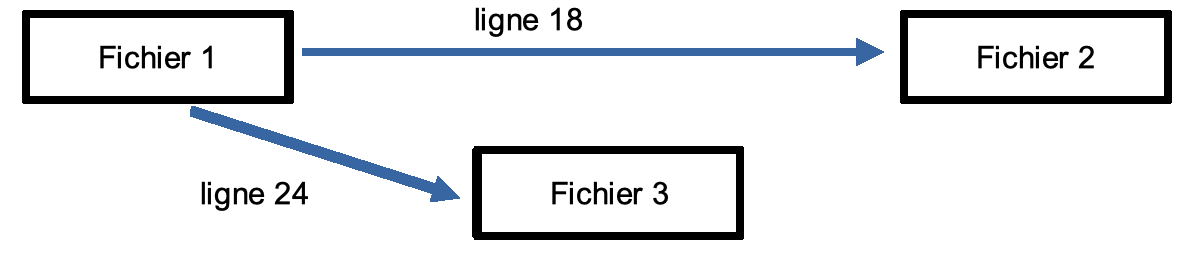 ligne 18
Fichier 1
Fichier 2
ligne 24
Fichier 3